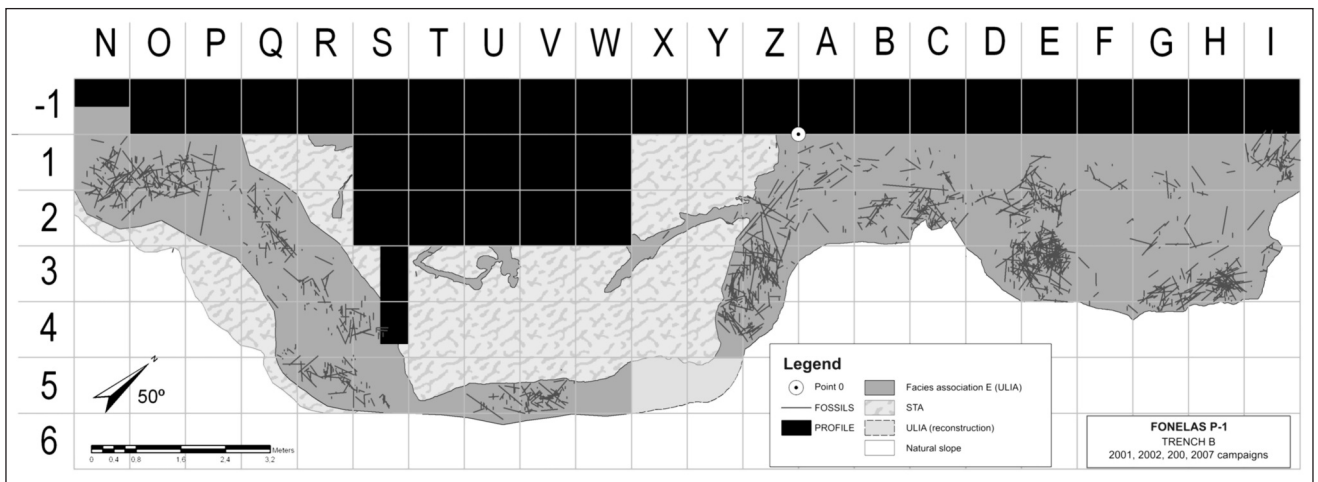 N O P Q R S T U V W X Y Z A B C D E F G H I
-1
1
2
3
4
5
6
N
50º
0 0.4 0.8 1.6 2.4 3.2 Meters
Legend
Point 0
FOSSILS
PROFILE
Facies association E (ULIA)
STA
ULIA (reconstruction)
Natural slope
FONELAS P-1
TRENCH B
2001, 2002, 200, 2007 campaigns